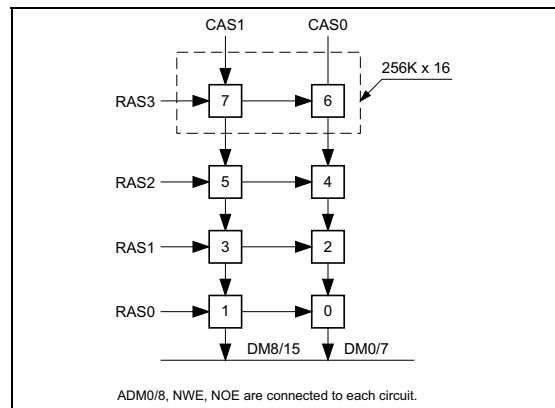 CAS1 CAS0
256K x 16
RAS3 7 6
RAS2 5 4
RAS1 3 2
RAS0 1 0
DM8/15 DM0/7
ADM0/8, NWE, NOE are connected to each circuit.